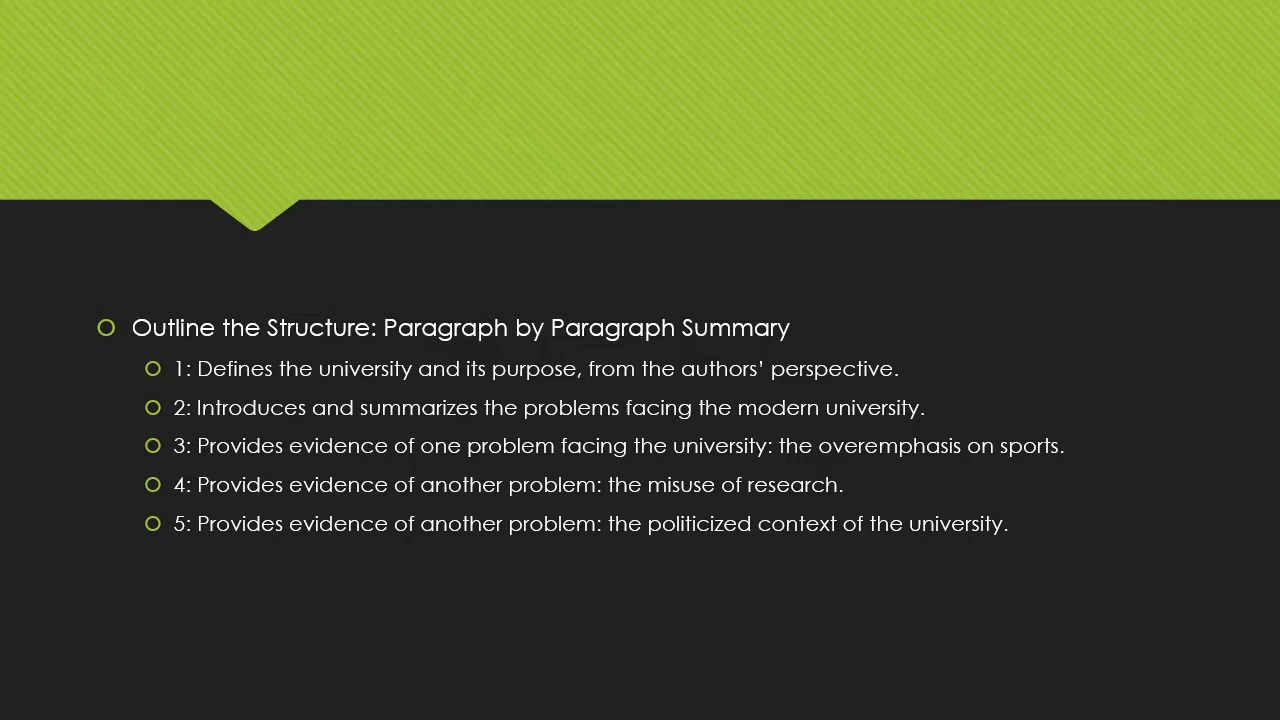 Outline the Structure: Paragraph by Paragraph Summary
1: Defines the university and its purpose, from the authors’ perspective.
2: Introduces and summarizes the problems facing the modern university.
3: Provides evidence of one problem facing the university: the overemphasis on sports.
4: Provides evidence of another problem: the misuse of research.
5: Provides evidence of another problem: the politicized context of the university.